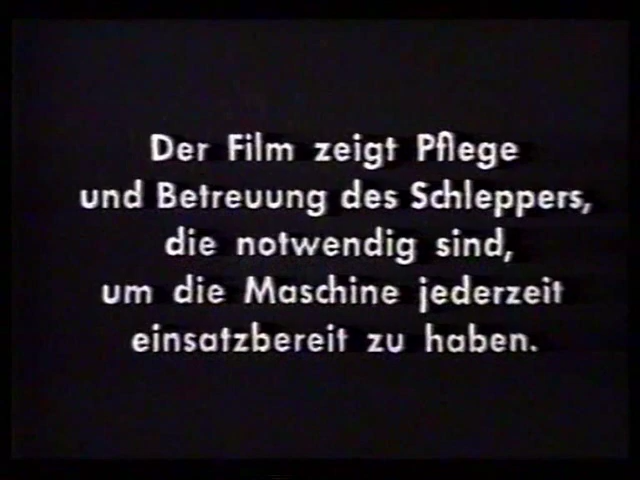 Der Film zeigt Pflege
und Betreuung des Schleppers,
die notwendig sind,
um die Maschine jederzeit
einsatzbereit zu haben.